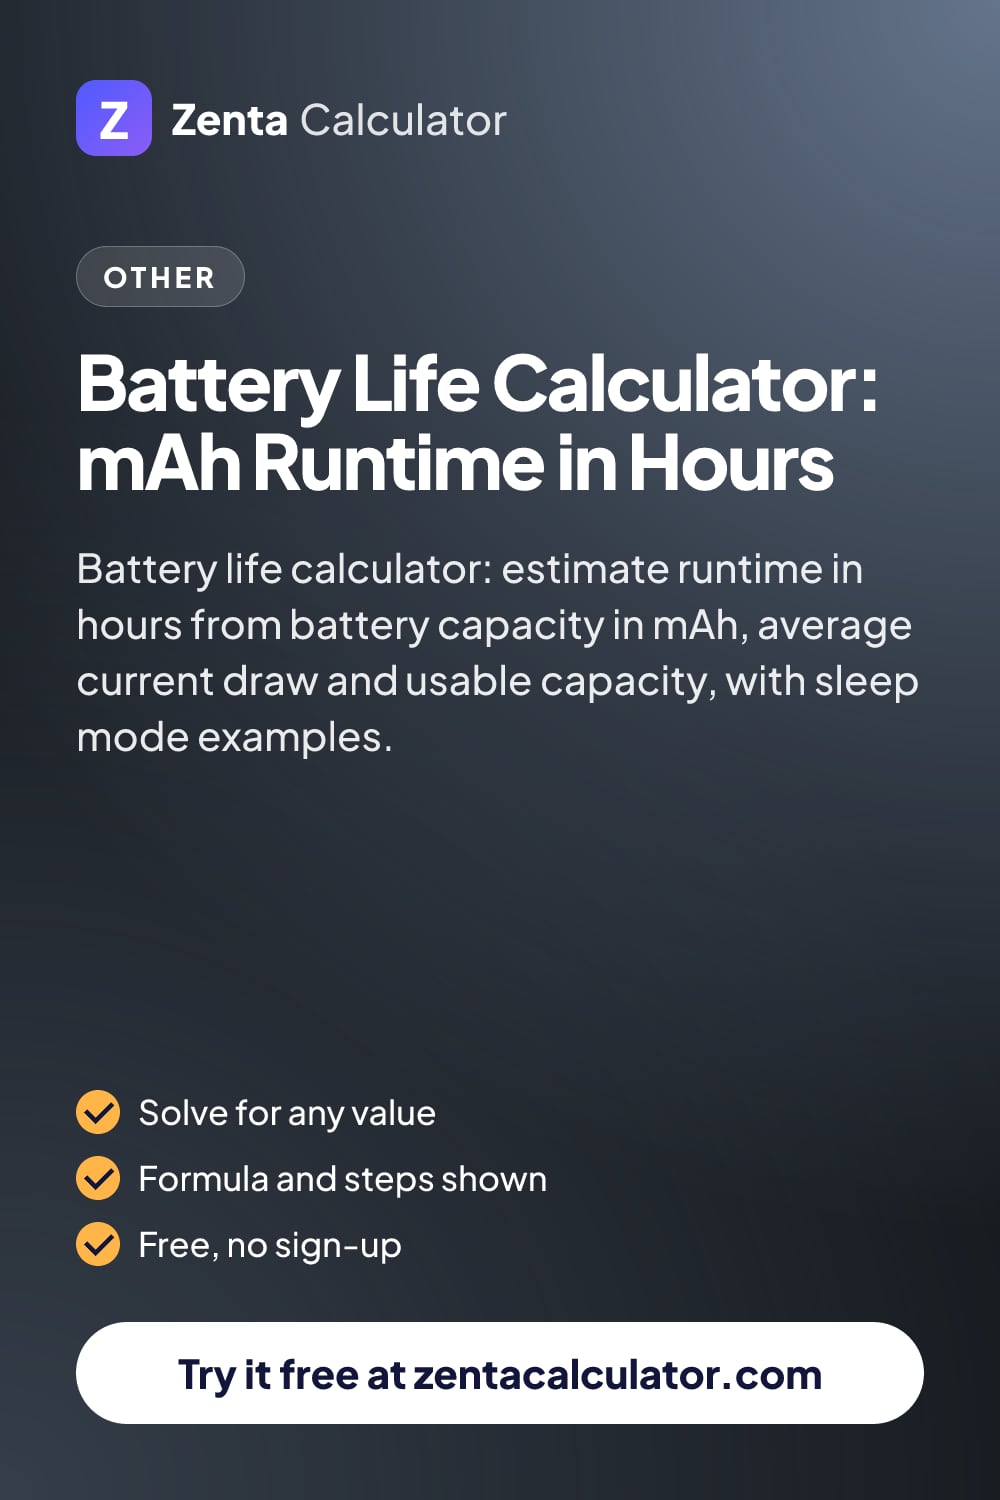 Z
Zenta Calculator
OTHER
Battery Life Calculator:
mAh Runtime in Hours
Battery life calculator: estimate runtime in
hours from battery capacity in mAh, average
current draw and usable capacity, with sleep
mode examples.
Solve for any value
Formula and steps shown
Free, no sign-up
Try it free at zentacalculator.com